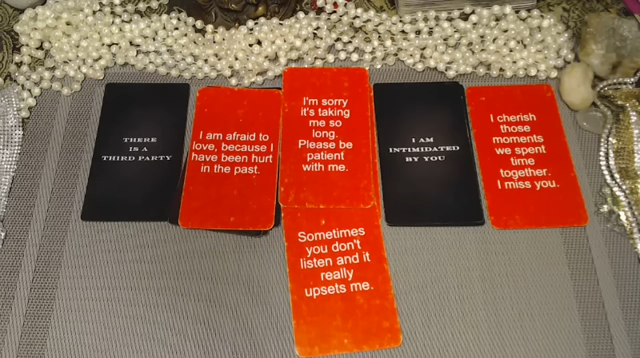 THERE
IS A
THIRD PARTY
I am afraid to
love, because I
have been hurt
in the past.
I'm sorry
it's taking
me so
long.
Please be
patient
with me.
I AM
INTIMIDATED
BY YOU
I cherish
those
moments
we spent
time
together.
I miss you.
Sometimes
you don't
listen and it
really
upsets me.